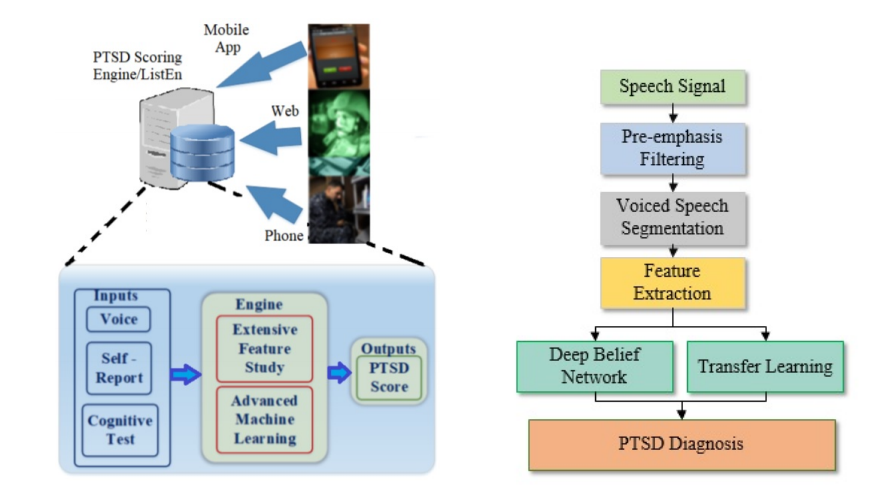 Mobile
App
PTSD Scoring
Engine/ListEn
Web
Phone
Inputs
Voice
Self -
Report
Cognitive
Test
Engine
Extensive
Feature
Study
Advanced
Machine
Learning
Outputs
PTSD
Score
Speech Signal
Pre-emphasis
Filtering
Voiced Speech
Segmentation
Feature
Extraction
Deep Belief
Network
Transfer Learning
PTSD Diagnosis